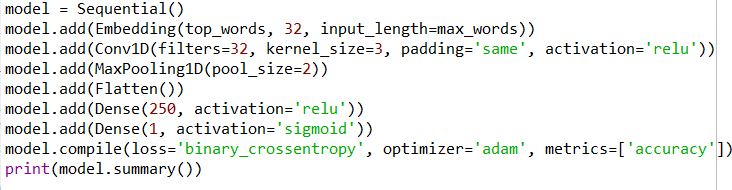 model = Sequential()
model.add(Embedding(top_words, 32, input_length=max_words))
model.add(Conv1D(filters=32, kernel_size=3, padding='same', activation='relu'))
model.add(MaxPooling1D(pool_size=2))
model.add(Flatten())
model.add(Dense(250, activation='relu'))
model.add(Dense(1, activation='sigmoid'))
model.compile(loss='binary_crossentropy', optimizer='adam', metrics=['accuracy'])
print(model.summary())